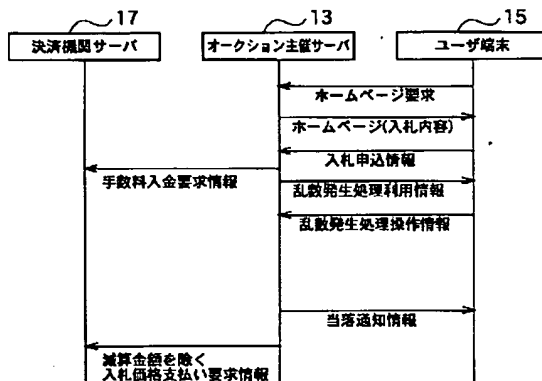 17
13
15
決済機関サーバ
オークション主催サーバ
ユーザ端末
ホームページ要求
ホームページ(入札内容)
入札申込情報
手数料入金要求情報
乱数発生処理利用情報
乱数発生処理操作情報
当落通知情報
減算金額を除く
入札価格支払い要求情報